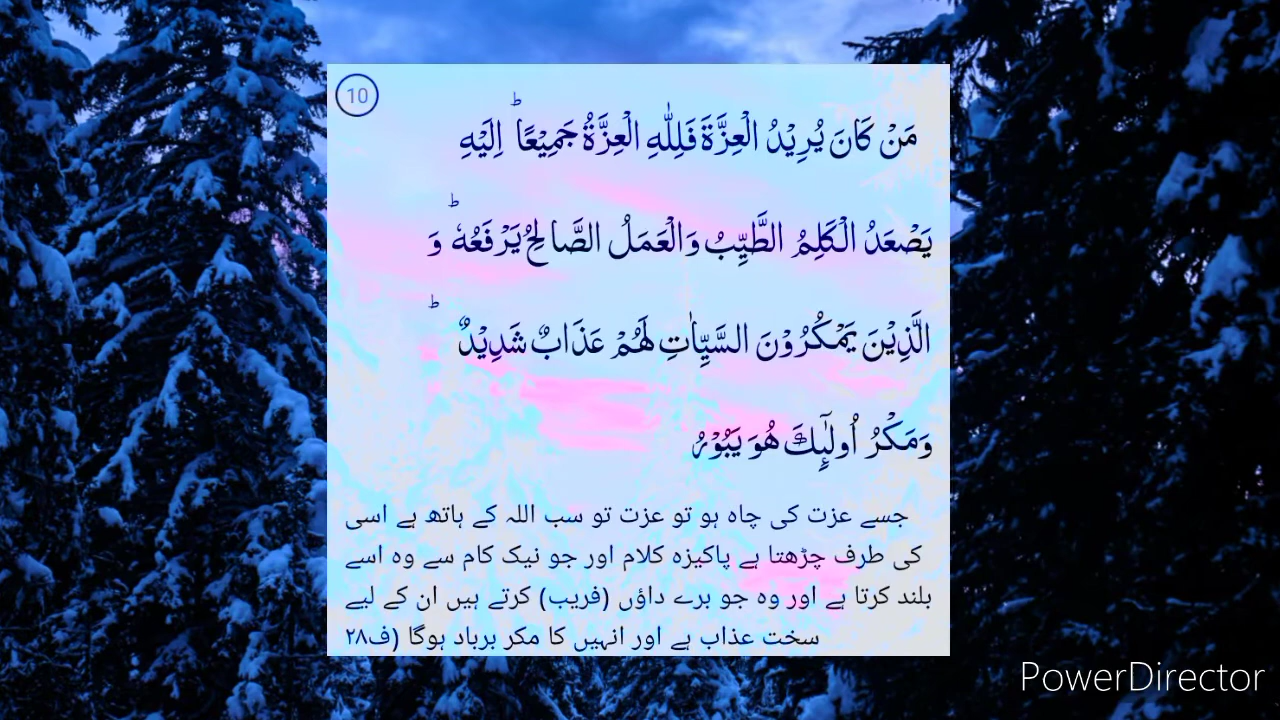 10
مَنْ كَانَ يُرِيْدُ الْعِزَّةَ فَلِلّٰهِ الْعِزَّةُ جَمِيْعًا ؕ اِلَيْهِ
يَصْعَدُ الْكَلِمُ الطَّيِّبُ وَالْعَمَلُ الصَّالِحُ يَرْفَعُهٗ ؕ وَ
الَّذِيْنَ يَمْكُرُوْنَ السَّيِّاٰتِ لَهُمْ عَذَابٌ شَدِيْدٌ ؕ
وَمَكْرُ اُولٰٓئِكَ هُوَ يَبُوْرُ
جسے عزت کی چاہ ہو تو عزت تو سب اللہ کے ہاتھ ہے اسی
کی طرف چڑھتا ہے پاکیزہ کلام اور جو نیک کام سے وہ اسے
بلند کرتا ہے اور وہ جو برے داؤں (فریب) کرتے ہیں ان کے لیے
سخت عذاب ہے اور انہیں کا مکر برباد ہوگا (ف۲۸
PowerDirector